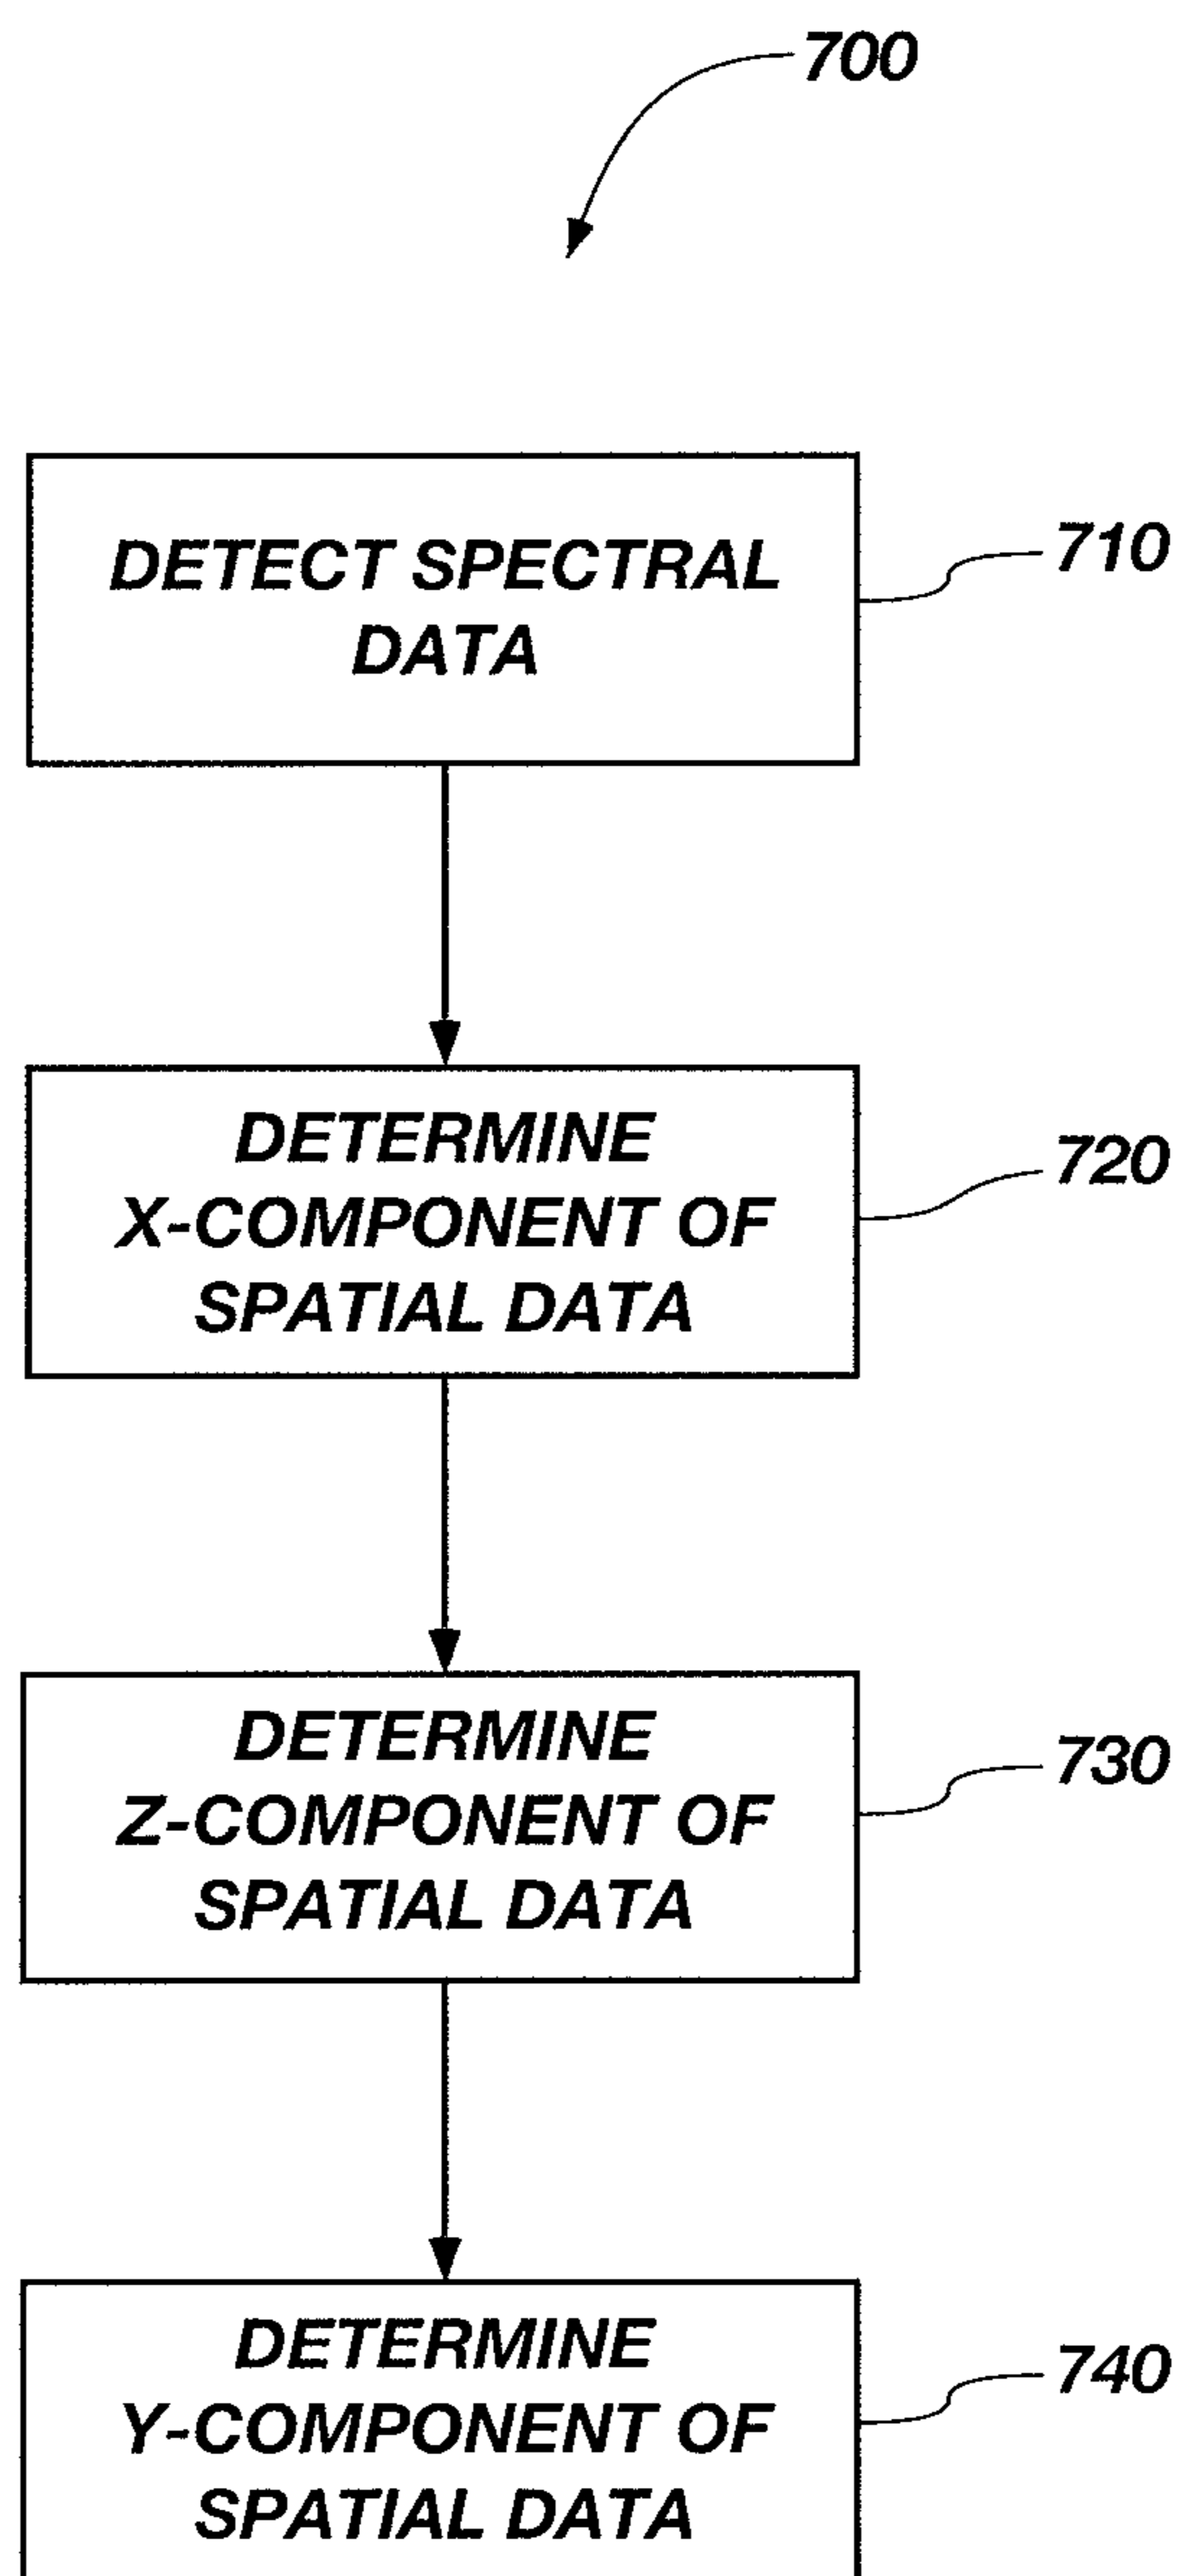 700
DETECT SPECTRAL
DATA
710
DETERMINE
X-COMPONENT OF
SPATIAL DATA
720
DETERMINE
Z-COMPONENT OF
SPATIAL DATA
730
DETERMINE
Y-COMPONENT OF
SPATIAL DATA
740